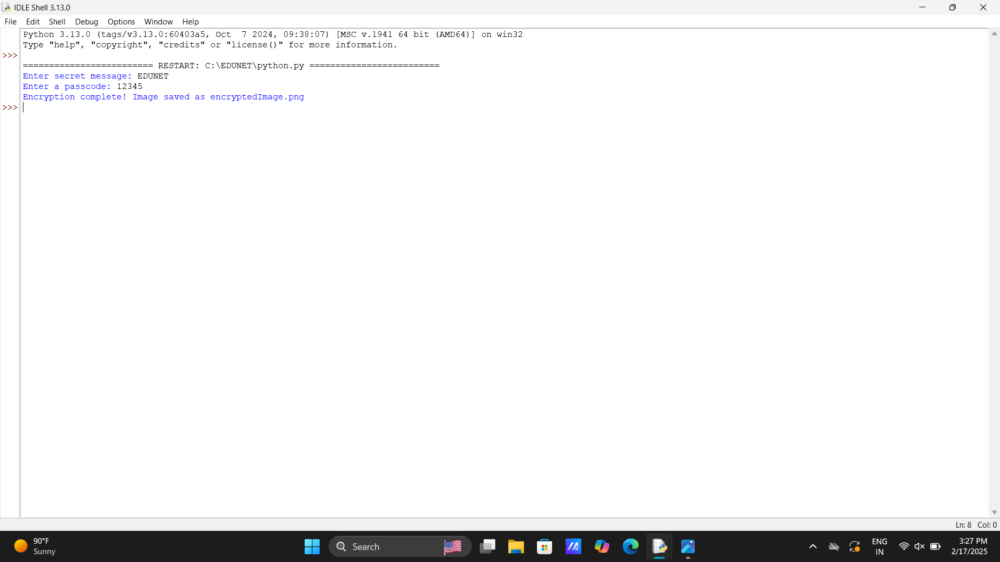 IDLE Shell 3.13.0
File Edit Shell Debug Options Window Help
Python 3.13.0 (tags/v3.13.0:60403a5, Oct  7 2024, 09:38:07) [MSC v.1941 64 bit (AMD64)] on win32
Type "help", "copyright", "credits" or "license()" for more information.
>>>
========================= RESTART: C:\EDUNET\python.py =========================
Enter secret message: EDUNET
Enter a passcode: 12345
Encryption complete! Image saved as encryptedImage.png
>>>
Ln: 8 Col: 0
90°F
Sunny
Search
ENG
IN
3:27 PM
2/17/2025